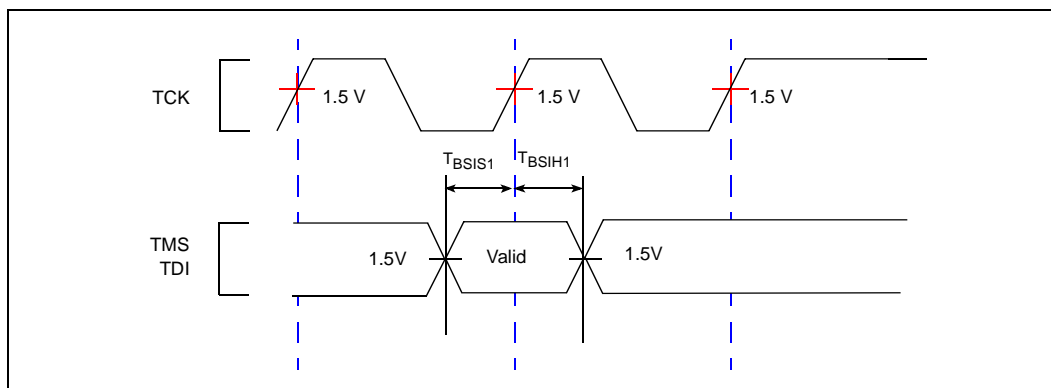 TCK
1.5 V
1.5 V
1.5 V
TBSIS1
TBSIH1
TMS
TDI
1.5V
Valid
1.5V